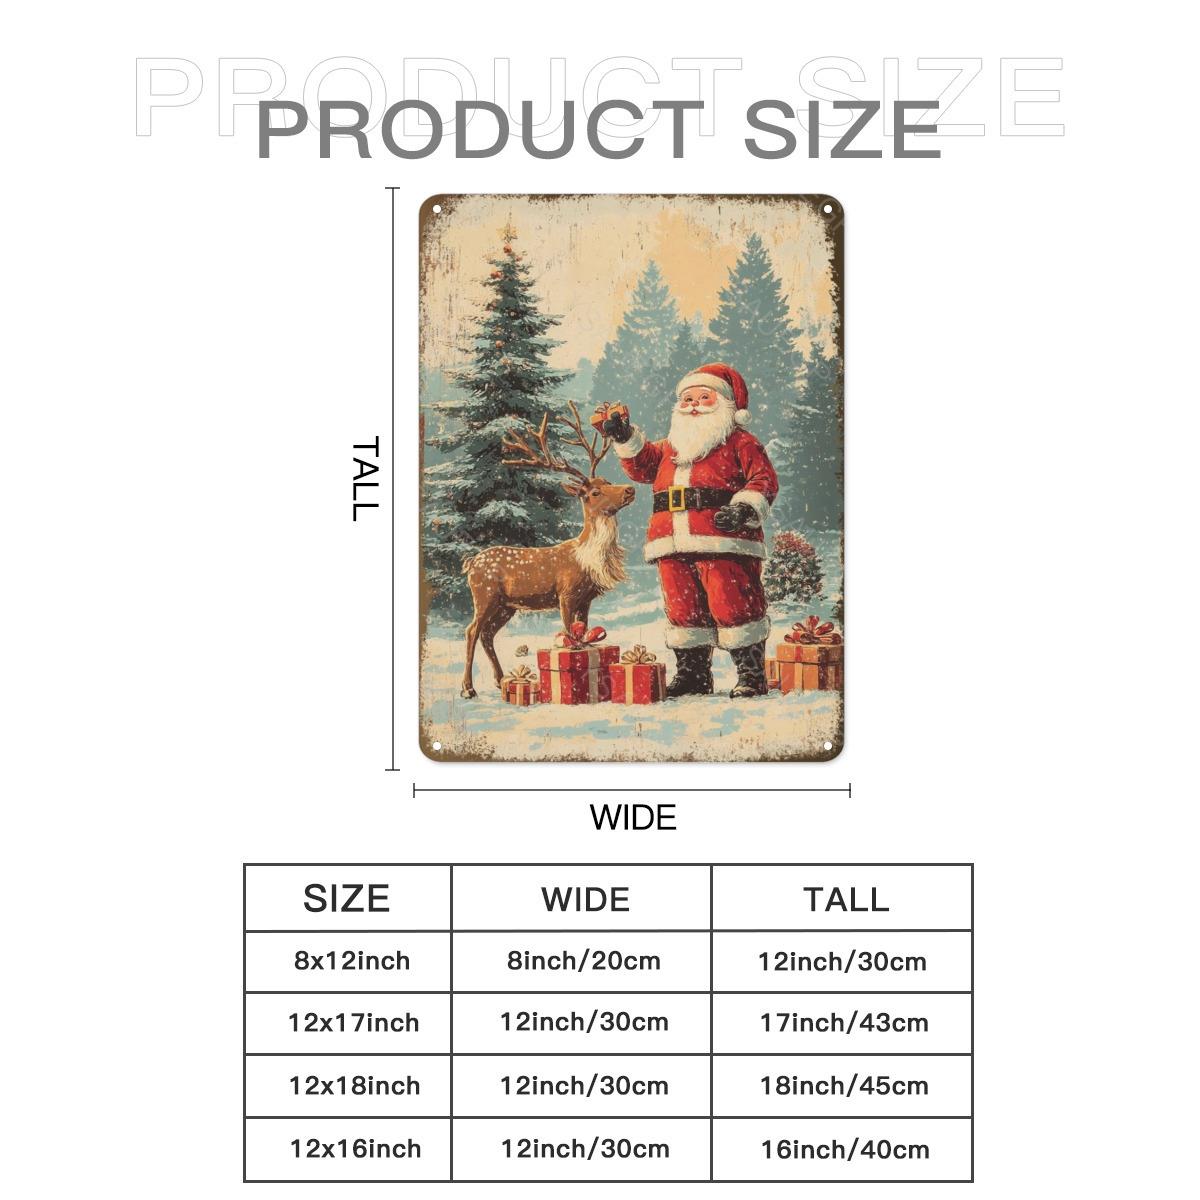 PRODUCT SIZE
PRODUCT SIZE
TALL
WIDE
SIZE WIDE TALL
8x12inch 8inch/20cm 12inch/30cm
12x17inch 12inch/30cm 17inch/43cm
12x18inch 12inch/30cm 18inch/45cm
12x16inch 12inch/30cm 16inch/40cm